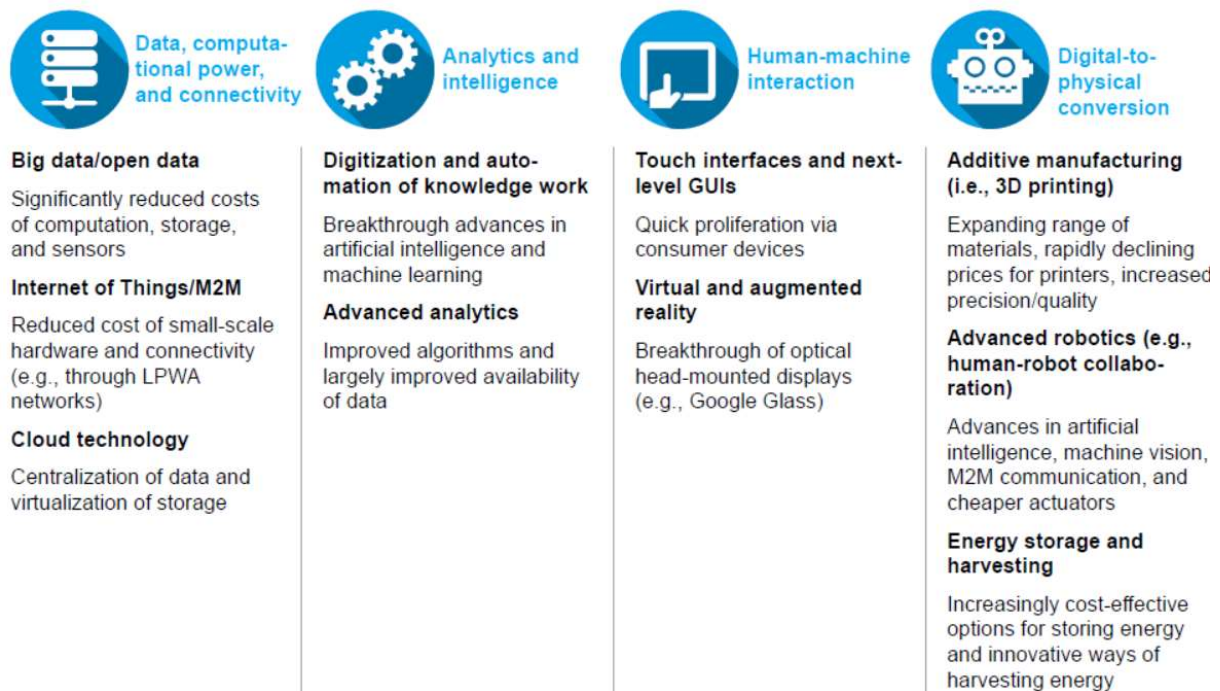 Data, computa-
tional power,
and connectivity
Big data/open data
Significantly reduced costs
of computation, storage,
and sensors
Internet of Things/M2M
Reduced cost of small-scale
hardware and connectivity
(e.g., through LPWA
networks)
Cloud technology
Centralization of data and
virtualization of storage
Analytics and
intelligence
Digitization and auto-
mation of knowledge work
Breakthrough advances in
artificial intelligence and
machine learning
Advanced analytics
Improved algorithms and
largely improved availability
of data
Human-machine
interaction
Touch interfaces and next-
level GUIs
Quick proliferation via
consumer devices
Virtual and augmented
reality
Breakthrough of optical
head-mounted displays
(e.g., Google Glass)
Digital-to-
physical
conversion
Additive manufacturing
(i.e., 3D printing)
Expanding range of
materials, rapidly declining
prices for printers, increased
precision/quality
Advanced robotics (e.g.,
human-robot collabo-
ration)
Advances in artificial
intelligence, machine vision,
M2M communication, and
cheaper actuators
Energy storage and
harvesting
Increasingly cost-effective
options for storing energy
and innovative ways of
harvesting energy